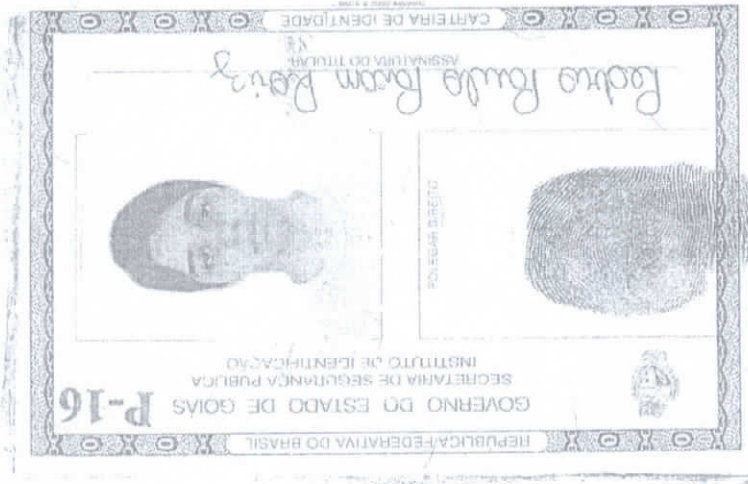 REPÚBLICA FEDERATIVA DO BRASIL
GOVERNO DO ESTADO DE GOIÁS
P-16
SECRETARIA DE SEGURANÇA PÚBLICA
INSTITUTO DE IDENTIFICAÇÃO
POLEGAR DIREITO
Pedro Paulo
ASSINATURA DO TITULAR
CARTEIRA DE IDENTIDADE